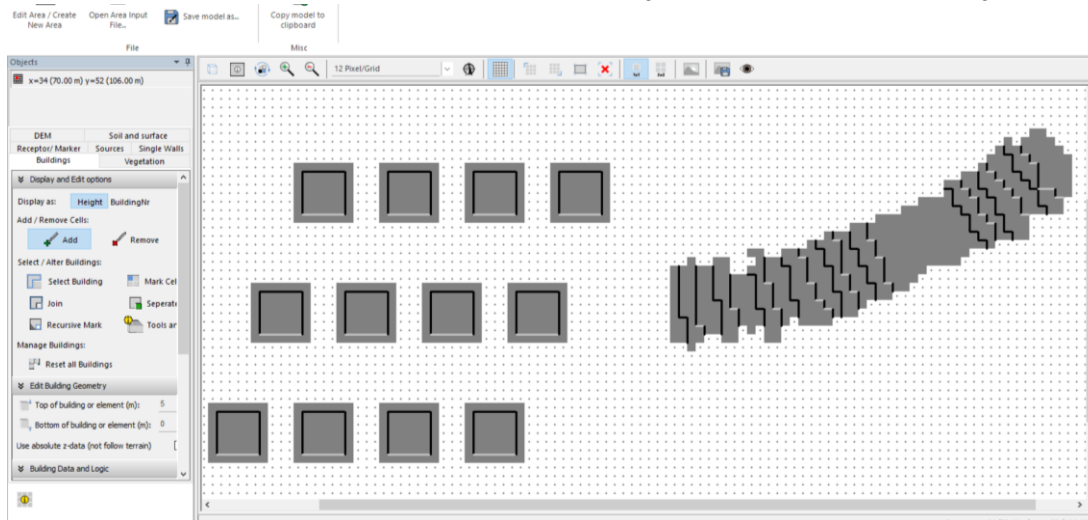 Edit Area / Create New Area
Open Area Input File...
Save model as...
Copy model to clipboard
File
Misc
Objects
x=34 (70.00 m) y=52 (106.00 m)
12 Pixel/Grid
DEM Soil and surface
Receptor/ Marker Sources Single Walls
Buildings Vegetation
Display and Edit options
Display as: Height BuildingNr
Add / Remove Cells:
Add Remove
Select / Alter Buildings:
Select Building Mark Cel
Join Seperate
Recursive Mark Tools ar
Manage Buildings:
Reset all Buildings
Edit Building Geometry
Top of building or element (m): 5
Bottom of building or element (m): 0
Use absolute z-data (not follow terrain)
Building Data and Logic